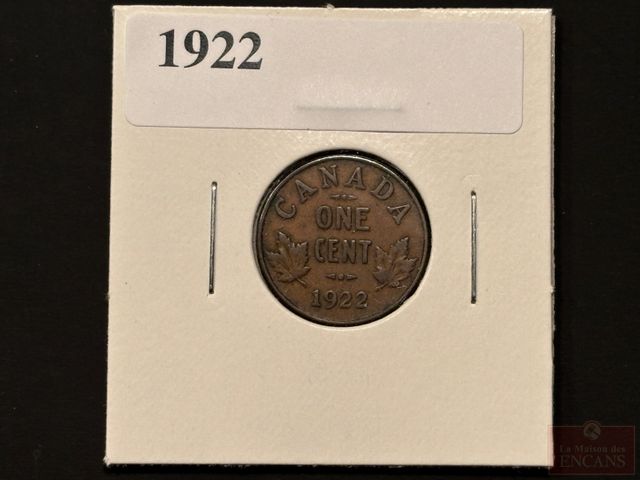 1922
CANADA
ONE
CENT
1922
La Maison des
ENCANS